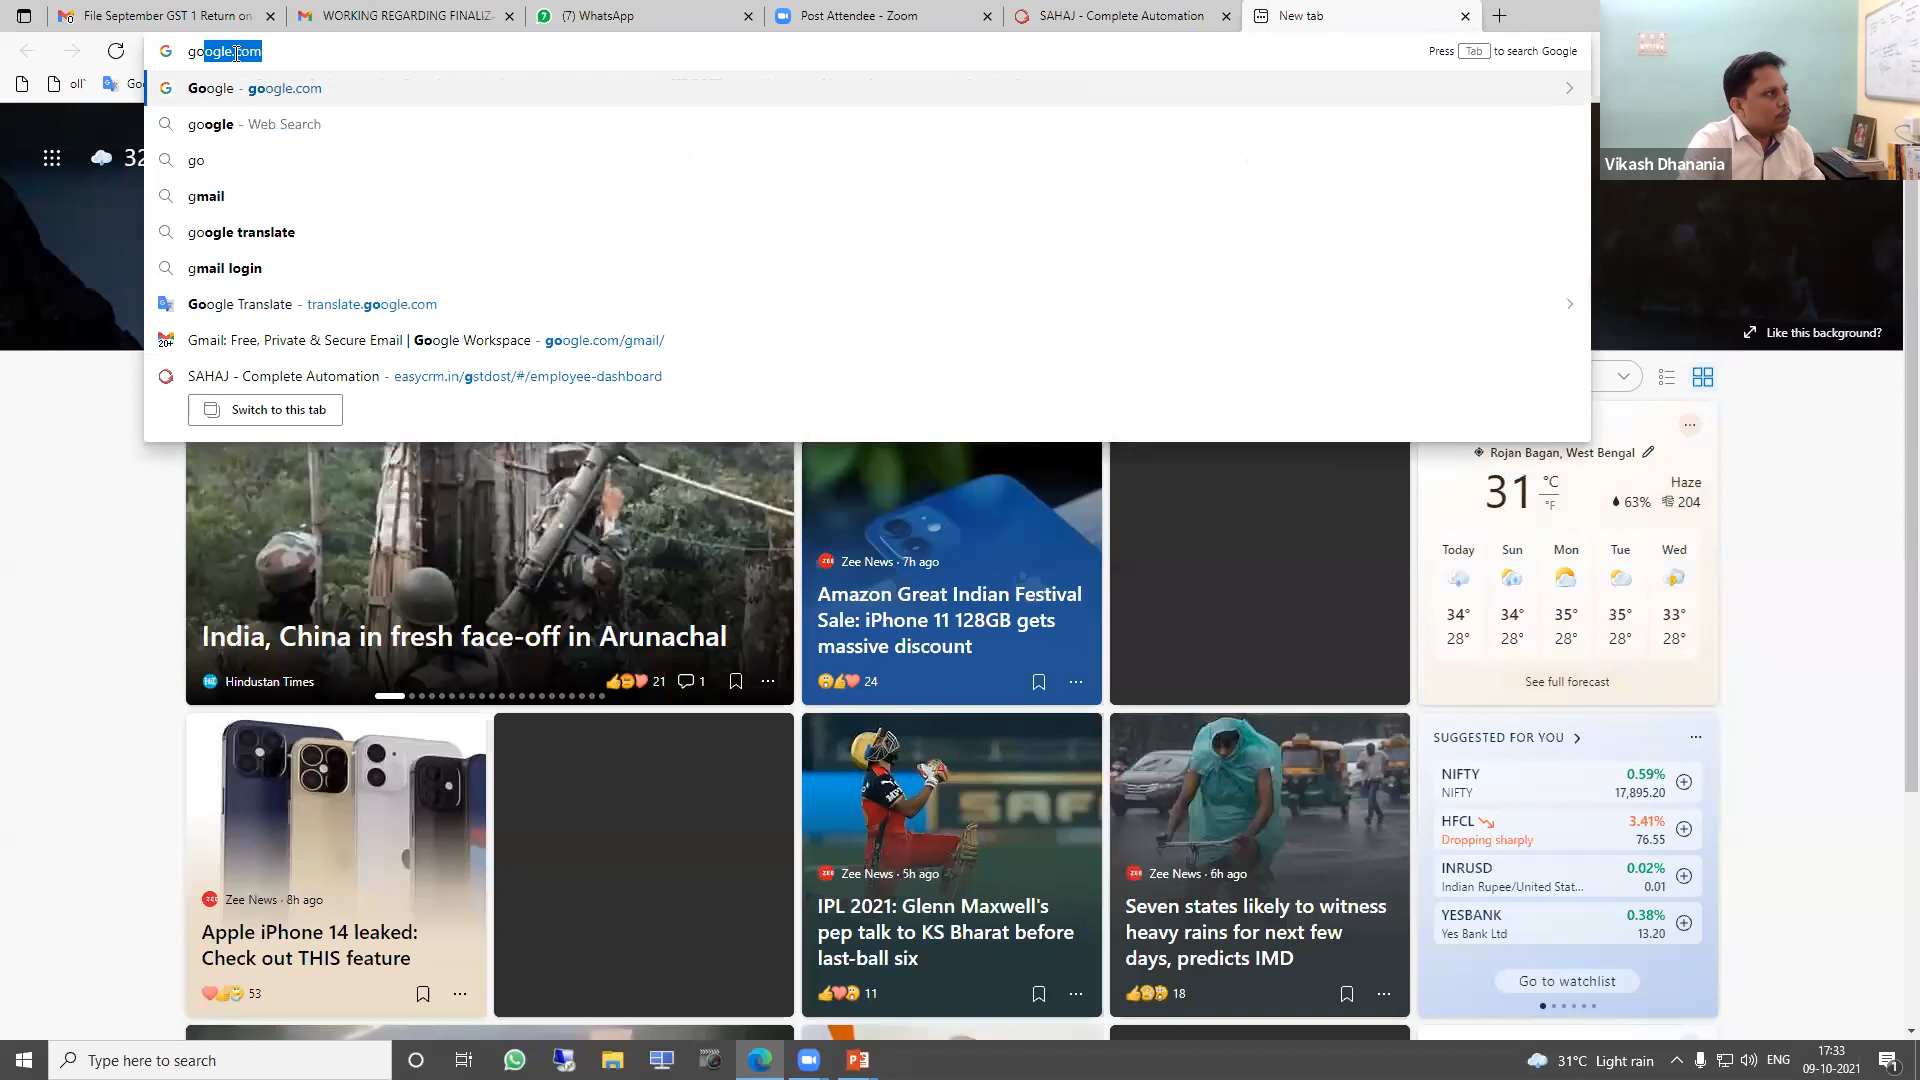 File September GST 1 Return on
WORKING REGARDING FINALIZ
(7) WhatsApp
Post Attendee - Zoom
SAHAJ - Complete Automation
New tab
google.com
Press Tab to search Google
oll
Goo
Google - google.com
google - Web Search
go
gmail
google translate
gmail login
Google Translate - translate.google.com
Gmail: Free, Private & Secure Email | Google Workspace - google.com/gmail/
20+
SAHAJ - Complete Automation - easycrm.in/gstdost/#/employee-dashboard
Switch to this tab
32
Vikash Dhanania
Like this background?
India, China in fresh face-off in Arunachal
Hindustan Times
21
1
Zee News · 7h ago
Amazon Great Indian Festival
Sale: iPhone 11 128GB gets
massive discount
24
Rojan Bagan, West Bengal
31 °C
°F
Haze
63% 204
Today Sun Mon Tue Wed
34° 34° 35° 35° 33°
28° 28° 28° 28° 28°
See full forecast
Zee News · 8h ago
Apple iPhone 14 leaked:
Check out THIS feature
53
SAF
Zee News · 5h ago
IPL 2021: Glenn Maxwell's
pep talk to KS Bharat before
last-ball six
11
Zee News · 6h ago
Seven states likely to witness
heavy rains for next few
days, predicts IMD
18
SUGGESTED FOR YOU
NIFTY 0.59%
NIFTY 17,895.20
HFCL 3.41%
Dropping sharply 76.55
INRUSD 0.02%
Indian Rupee/United Stat... 0.01
YESBANK 0.38%
Yes Bank Ltd 13.20
Go to watchlist
Type here to search
31°C Light rain
ENG
17:33
09-10-2021
1